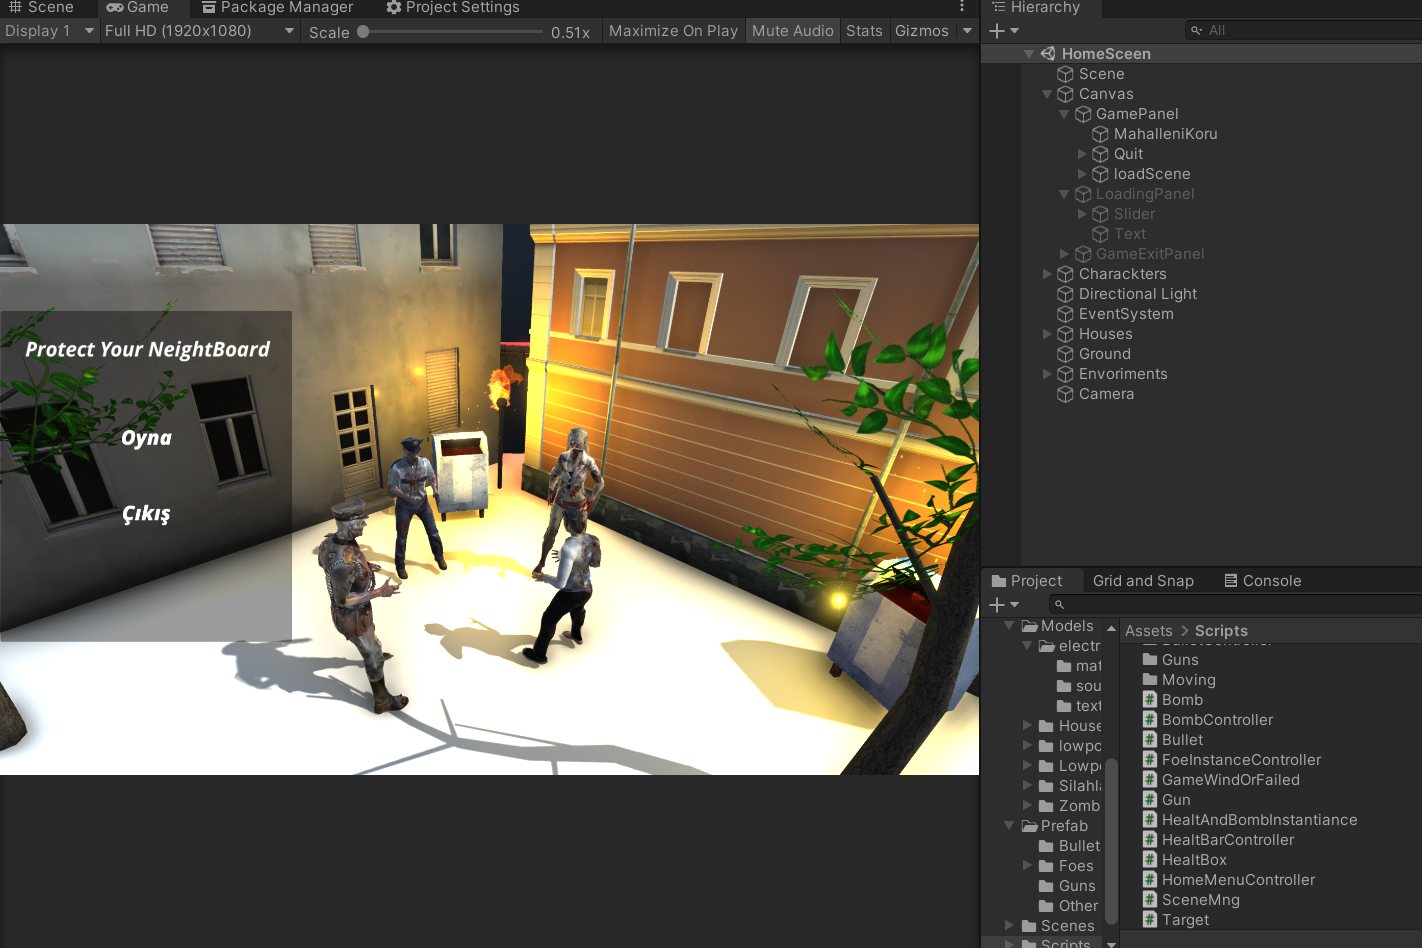 Scene
Game
Package Manager
Project Settings
Display 1
Full HD (1920x1080)
Scale
0.51x
Maximize On Play
Mute Audio
Stats
Gizmos
Protect Your NeightBoard
Oyna
Çıkış
Hierarchy
All
HomeSceen
Scene
Canvas
GamePanel
MahalleniKoru
Quit
loadScene
LoadingPanel
Slider
Text
GameExitPanel
Charackters
Directional Light
EventSystem
Houses
Ground
Envoriments
Camera
Project
Grid and Snap
Console
Models
electr
mat
sou
text
House
lowpo
Lowp
Silahla
Zomb
Prefab
Bullet
Foes
Guns
Other
Scenes
Scripts
Assets > Scripts
Guns
Moving
Bomb
BombController
Bullet
FoeInstanceController
GameWindOrFailed
Gun
HealtAndBombInstantiance
HealtBarController
HealtBox
HomeMenuController
SceneMng
Target